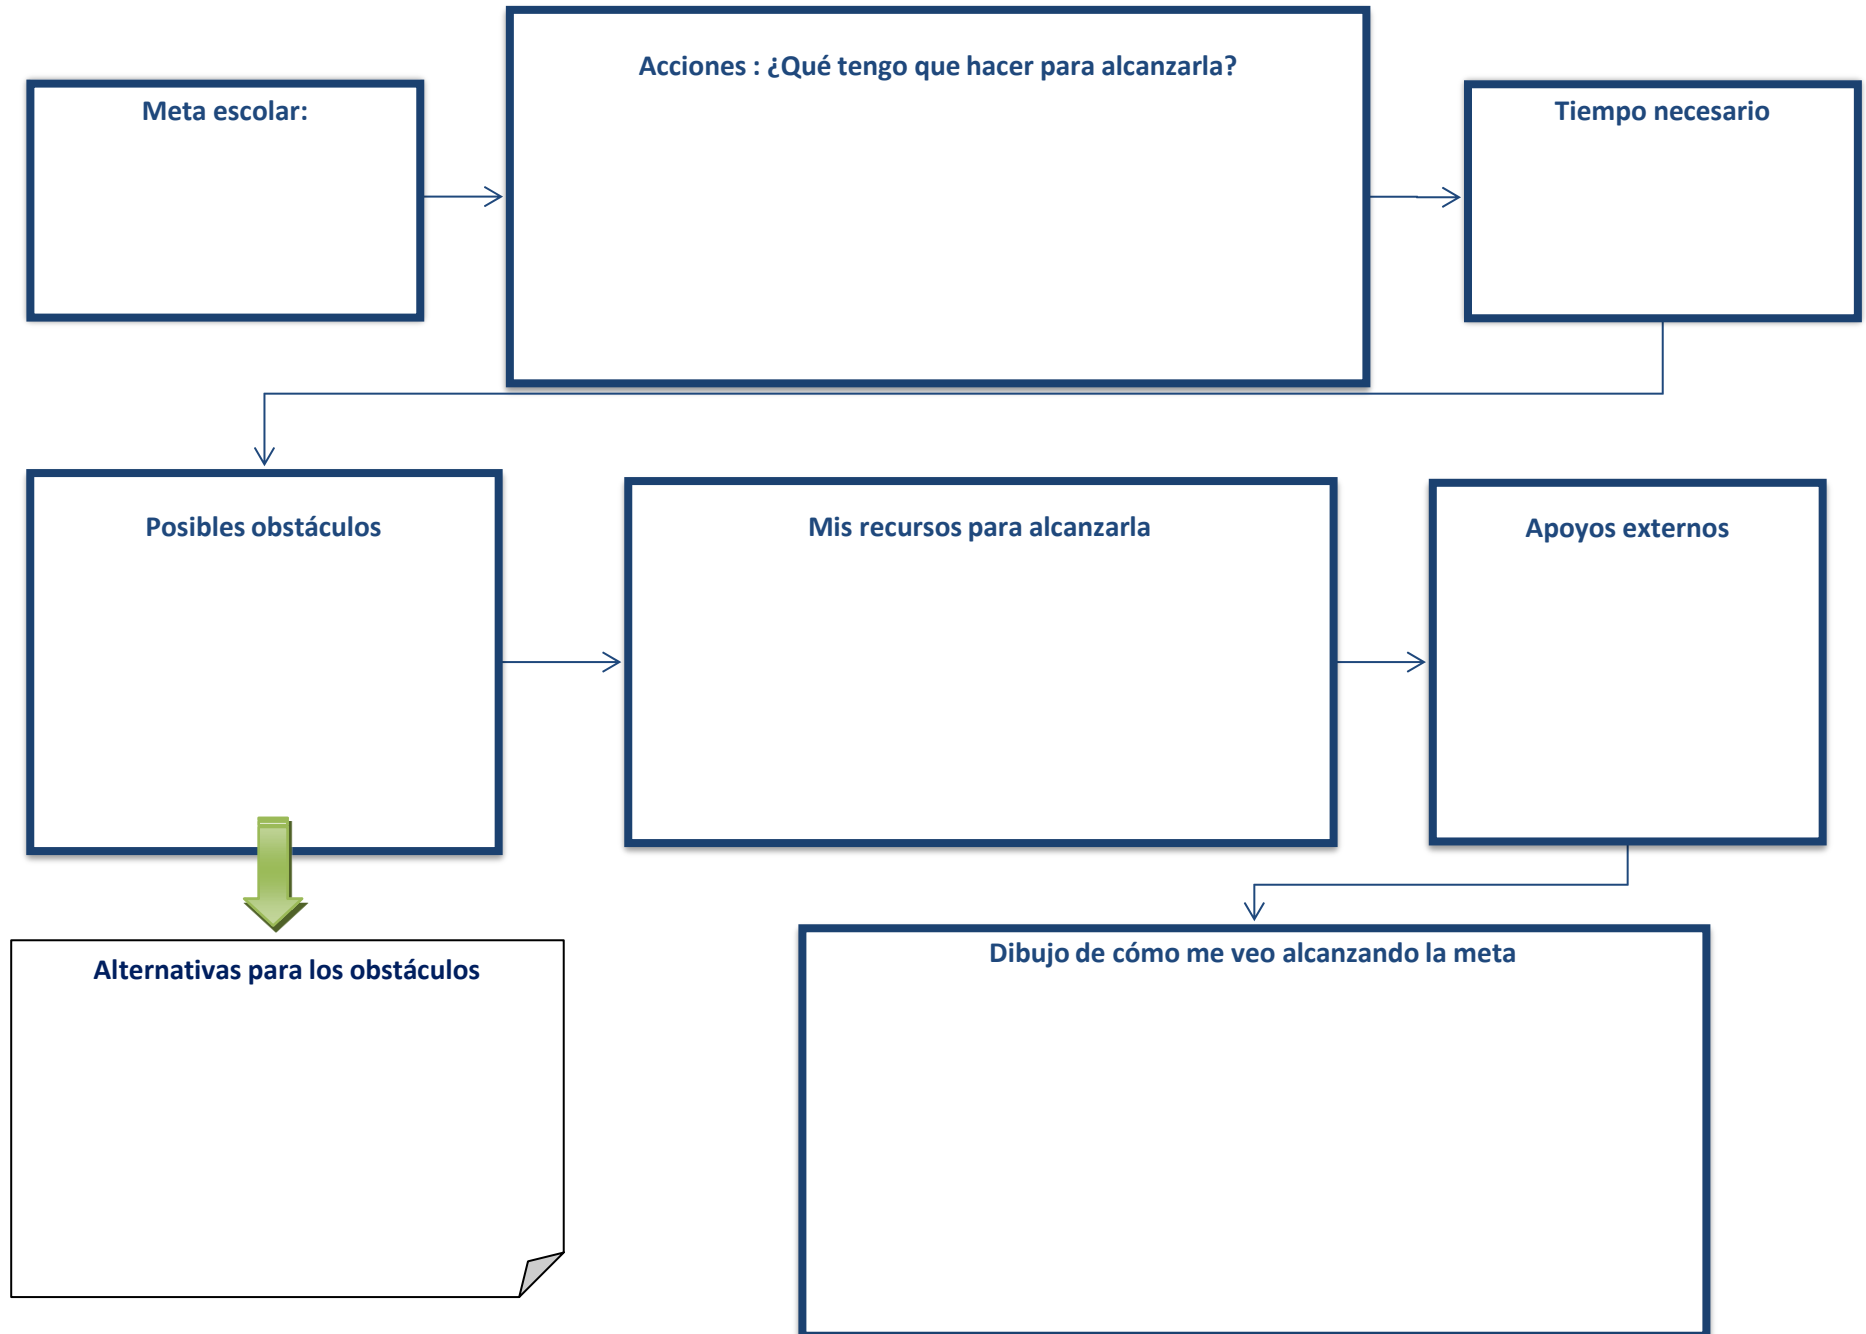 Acciones : ¿Qué tengo que hacer para alcanzarla?
Meta escolar:
Tiempo necesario
Posibles obstáculos
Mis recursos para alcanzarla
Apoyos externos
Alternativas para los obstáculos
Dibujo de cómo me veo alcanzando la meta